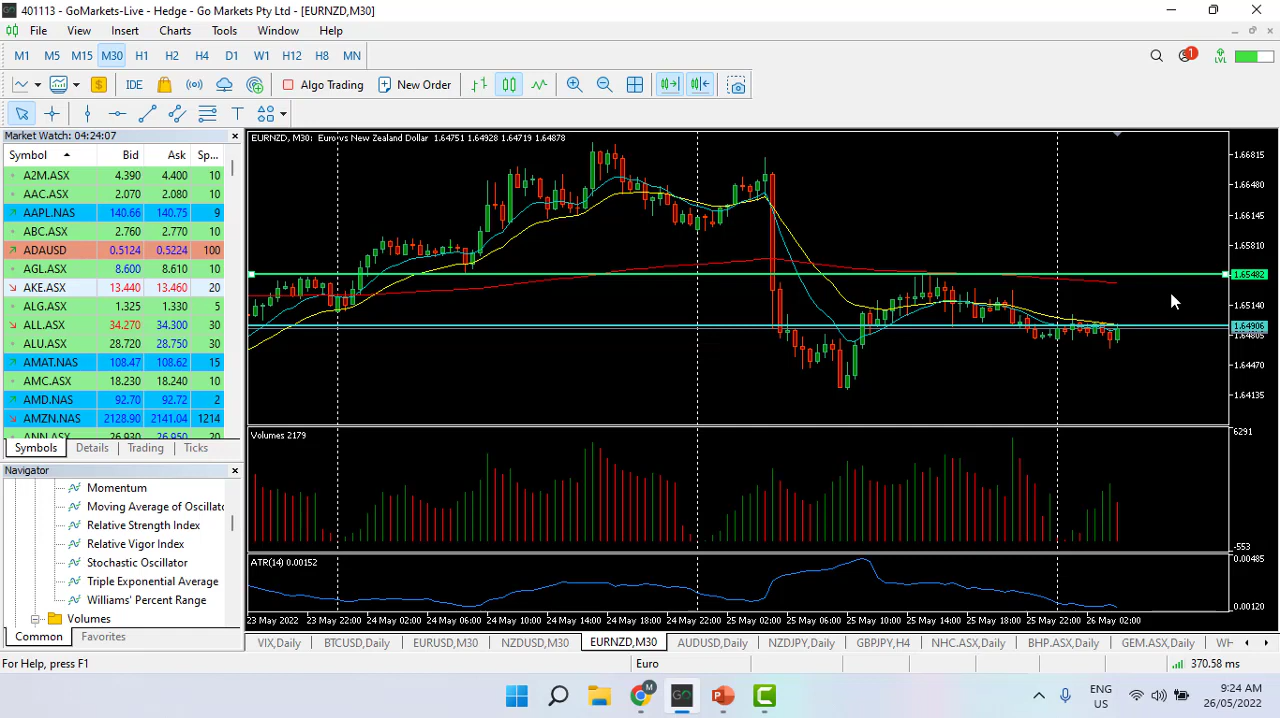 401113 - GoMarkets-Live - Hedge - Go Markets Pty Ltd - [EURNZD,M30]
File View Insert Charts Tools Window Help
M1 M5 M15 M30 H1 H2 H4 D1 W1 H12 H8 MN
1 LVL
IDE Algo Trading New Order
Market Watch: 04:24:07
Symbol Bid Ask Sp...
A2M.ASX 4.390 4.400 10
AAC.ASX 2.070 2.080 10
AAPL.NAS 140.66 140.75 9
ABC.ASX 2.760 2.770 10
ADAUSD 0.5124 0.5224 100
AGL.ASX 8.600 8.610 10
AKE.ASX 13.440 13.460 20
ALG.ASX 1.325 1.330 5
ALL.ASX 34.270 34.300 30
ALU.ASX 28.720 28.750 30
AMAT.NAS 108.47 108.62 15
AMC.ASX 18.230 18.240 10
AMD.NAS 92.70 92.72 2
AMZN.NAS 2128.90 2141.04 1214
ANN.ASX 26.930 26.950 20
Symbols Details Trading Ticks
Navigator
Momentum
Moving Average of Oscillato
Relative Strength Index
Relative Vigor Index
Stochastic Oscillator
Triple Exponential Average
Williams' Percent Range
Volumes
Common Favorites
EURNZD, M30: Euro vs New Zealand Dollar 1.64751 1.64928 1.64719 1.64878
1.66815
1.66480
1.66145
1.65810
1.65482
1.65140
1.64906
1.64805
1.64470
1.64135
Volumes 2179
6291
-553
ATR(14) 0.00152
0.00485
0.00120
23 May 2022 23 May 22:00 24 May 02:00 24 May 06:00 24 May 10:00 24 May 14:00 24 May 18:00 24 May 22:00 25 May 02:00 25 May 06:00 25 May 10:00 25 May 14:00 25 May 18:00 25 May 22:00 26 May 02:00
VIX,Daily BTCUSD,Daily EURUSD,M30 NZDUSD,M30 EURNZD,M30 AUDUSD,Daily NZDJPY,Daily GBPJPY,H4 NHC.ASX,Daily BHP.ASX,Daily GEM.ASX,Daily WH
For Help, press F1 Euro 370.58 ms
M GO ENG US 9:24 AM 26/05/2022